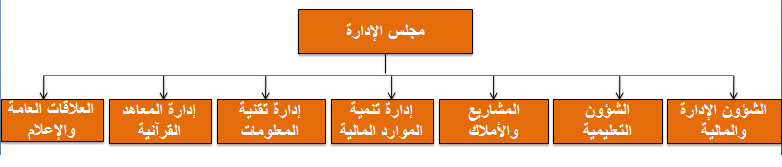 مجلس الإدارة
الشؤون الإدارة
والمالية
الشؤون
التعليمية
المشاريع
والأملاك
إدارة تنمية
الموارد المالية
إدارة تقنية
المعلومات
إدارة المعاهد
القرآنية
العلاقات العامة
والإعلام